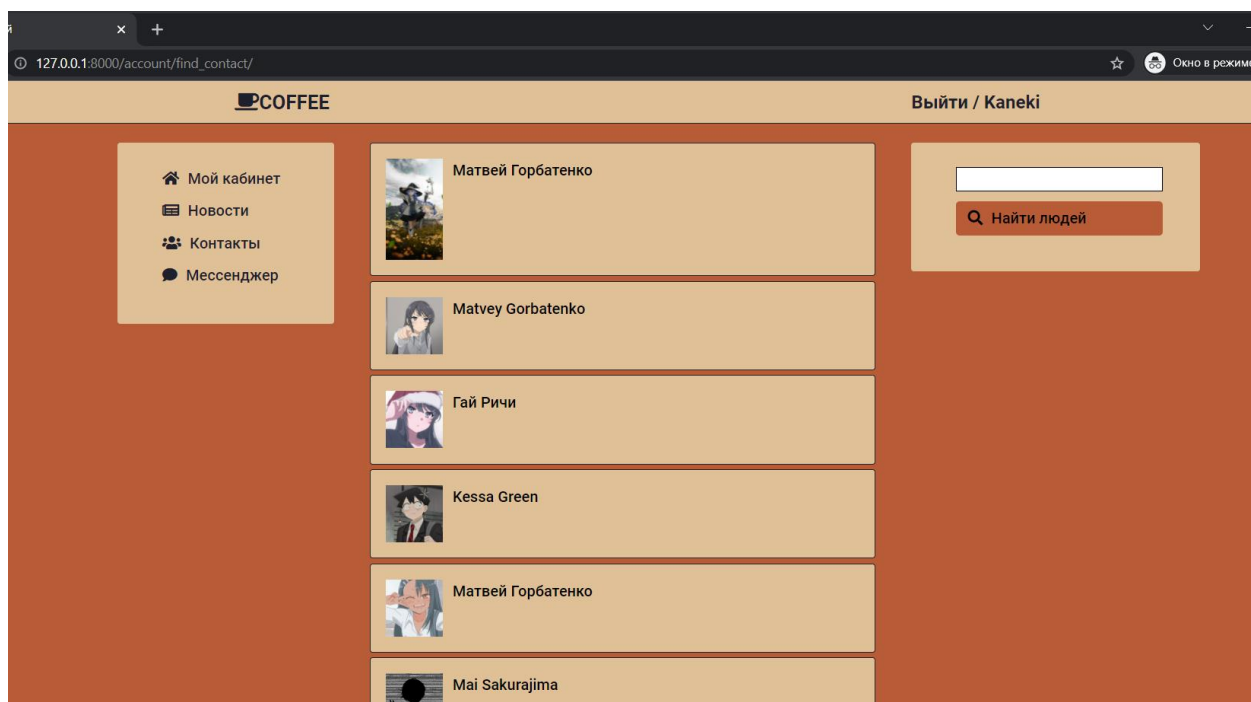 127.0.0.1:8000/account/find_contact/
Окно в режим
COFFEE
Выйти / Kaneki
Мой кабинет
Новости
Контакты
Мессенджер
Матвей Горбатенко
Matvey Gorbatenko
Гай Ричи
Kessa Green
Матвей Горбатенко
Mai Sakurajima
Найти людей